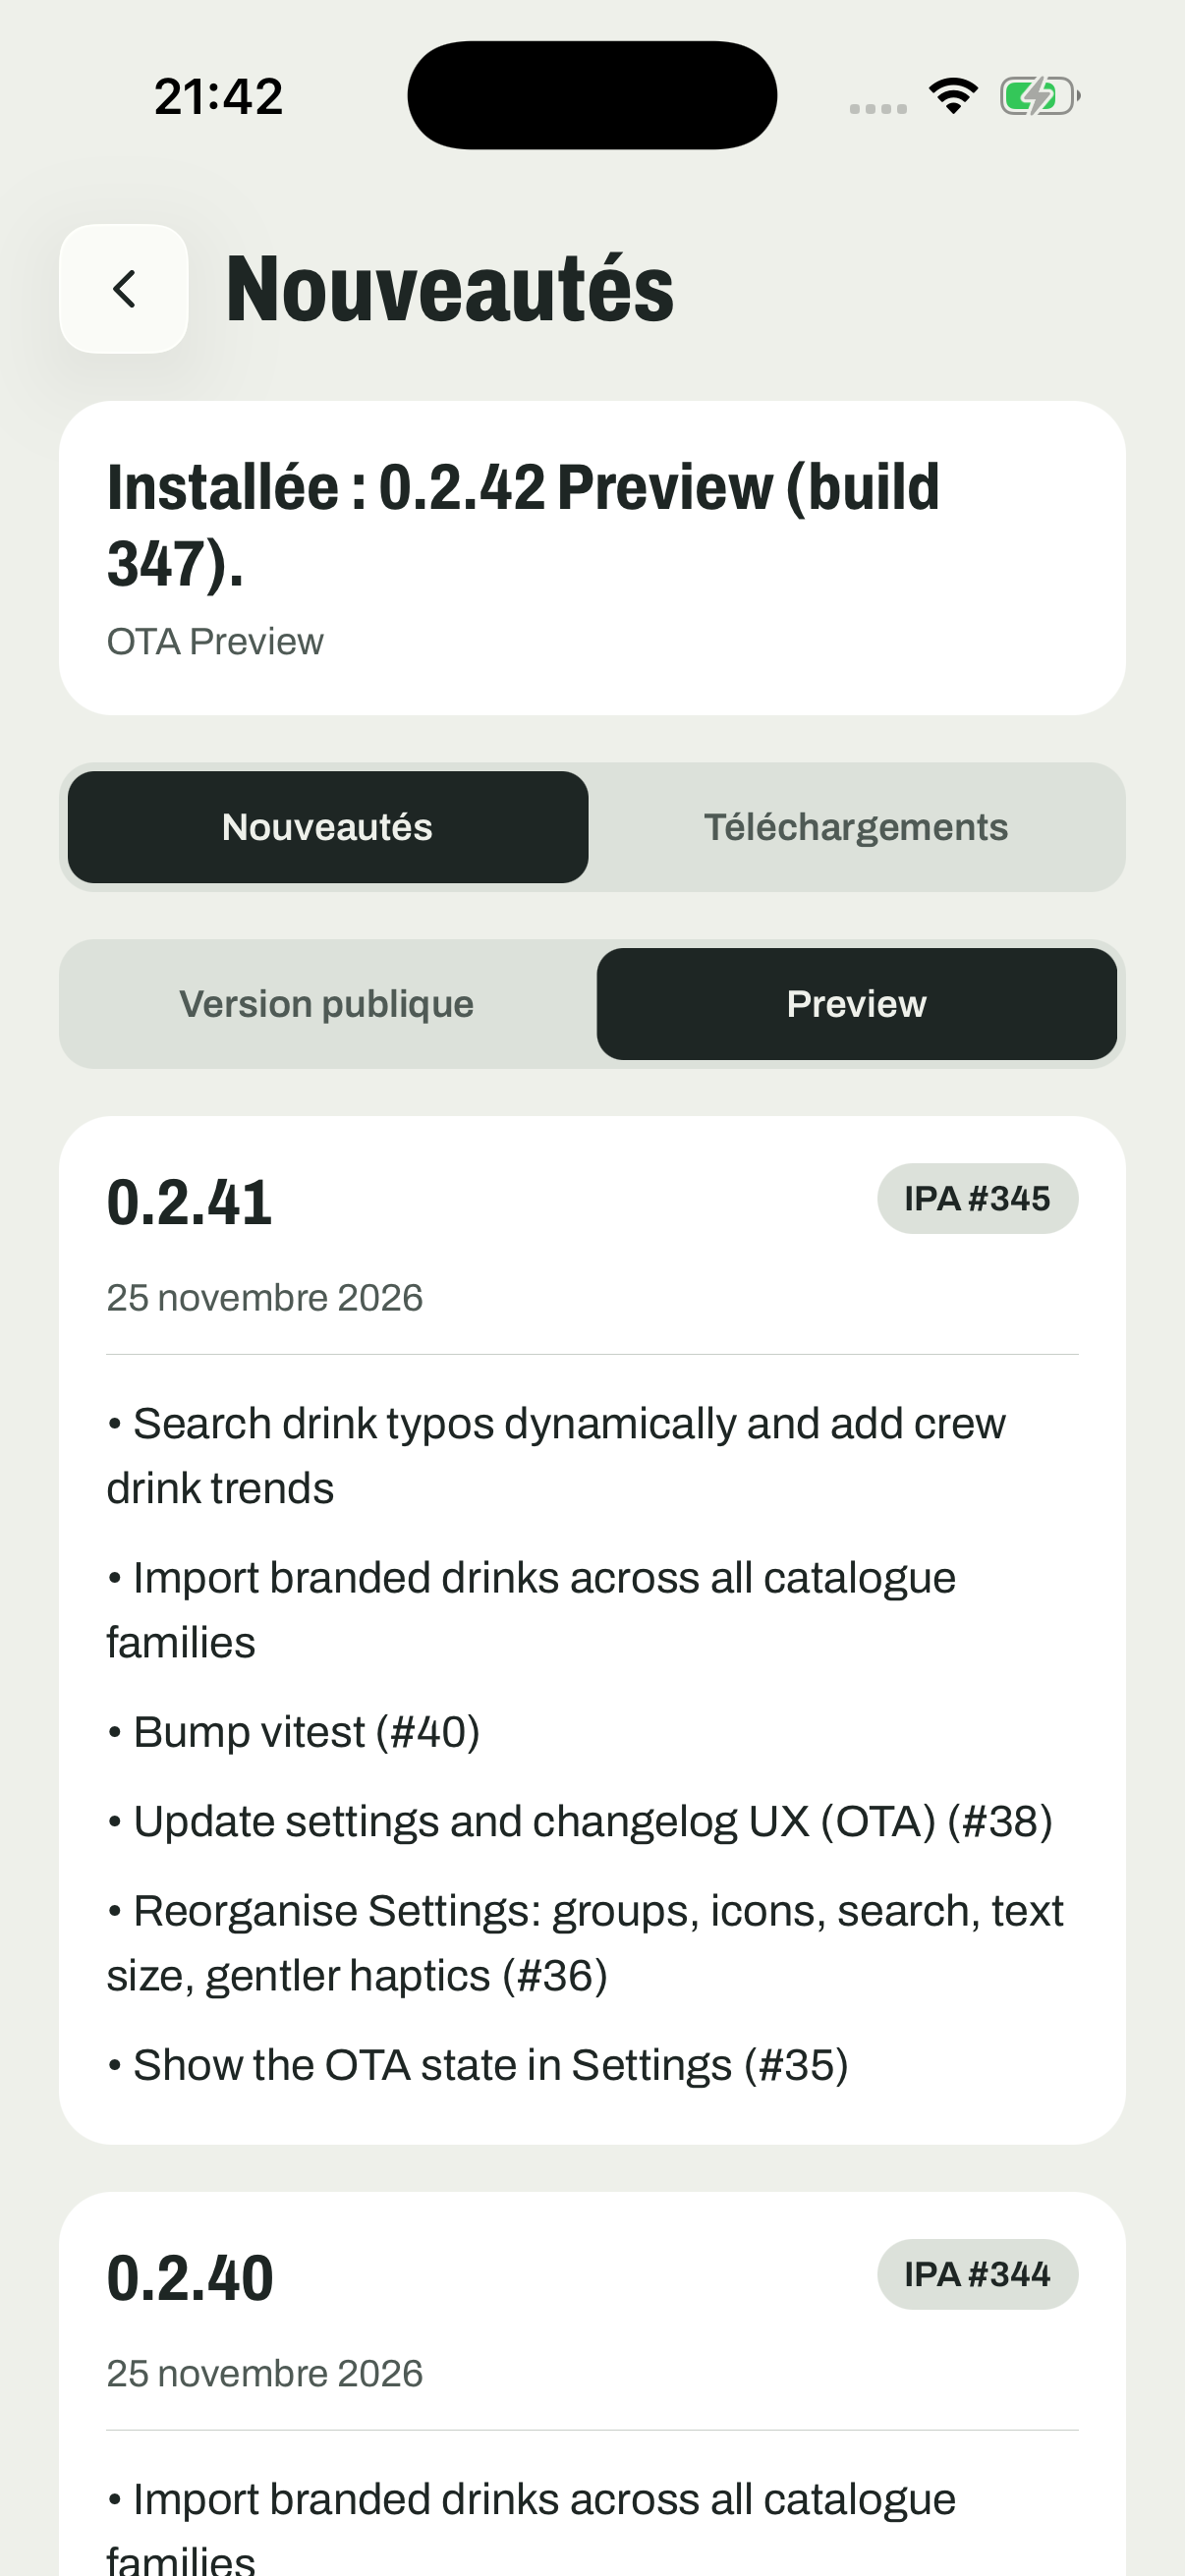 21:42
Nouveautés
Installée : 0.2.42 Preview (build
347).
OTA Preview
Nouveautés
Téléchargements
Version publique
Preview
0.2.41
IPA #345
25 novembre 2026
• Search drink typos dynamically and add crew
drink trends
• Import branded drinks across all catalogue
families
• Bump vitest (#40)
• Update settings and changelog UX (OTA) (#38)
• Reorganise Settings: groups, icons, search, text
size, gentler haptics (#36)
• Show the OTA state in Settings (#35)
0.2.40
IPA #344
25 novembre 2026
• Import branded drinks across all catalogue
families